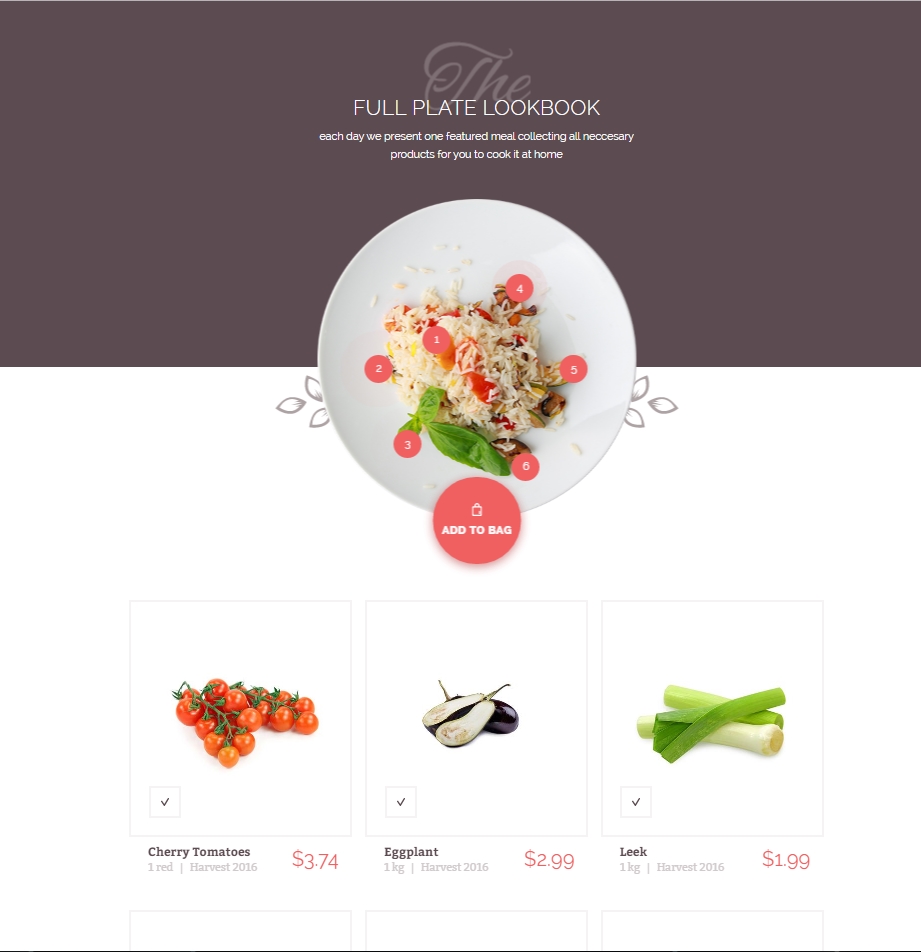 The
FULL PLATE LOOKBOOK
each day we present one featured meal collecting all neccesary
products for you to cook it at home
4
1
2
5
3
6
ADD TO BAG
Cherry Tomatoes
1 red | Harvest 2016
$3.74
Eggplant
1 kg | Harvest 2016
$2.99
Leek
1 kg | Harvest 2016
$1.99